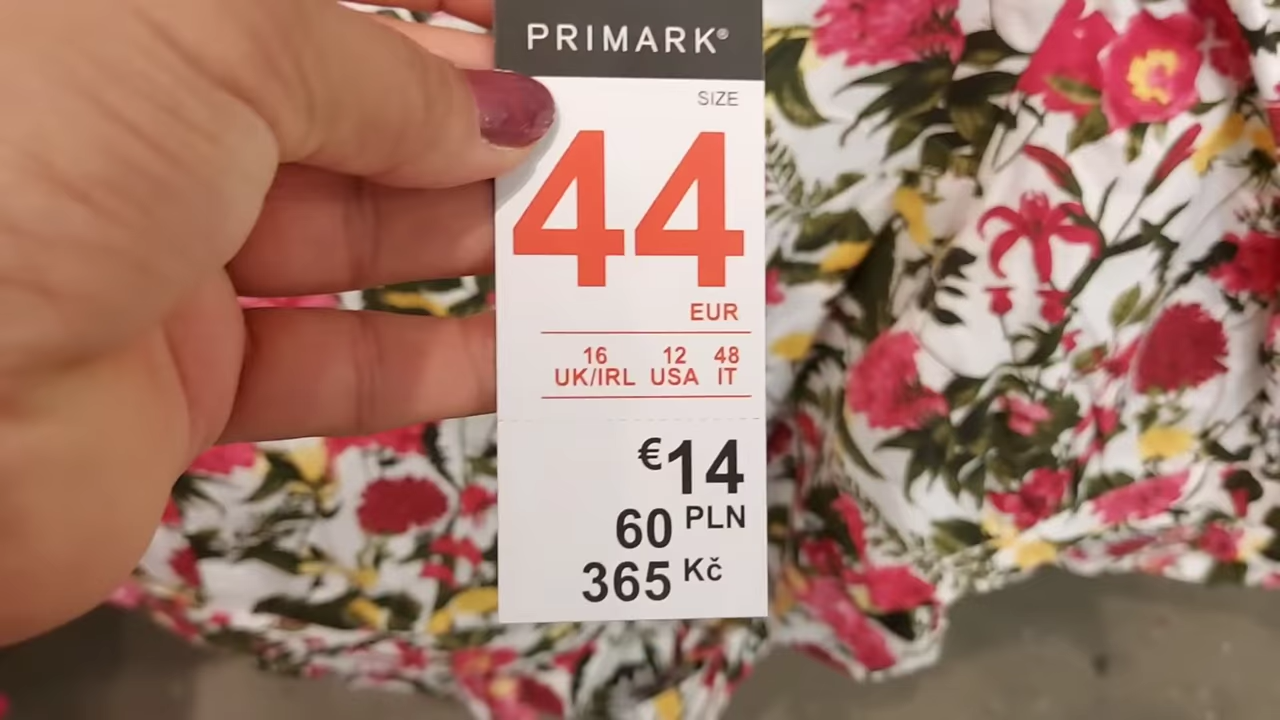 PRIMARK®
SIZE
44
EUR
16 12 48
UK/IRL USA IT
€14
60 PLN
365 Kč